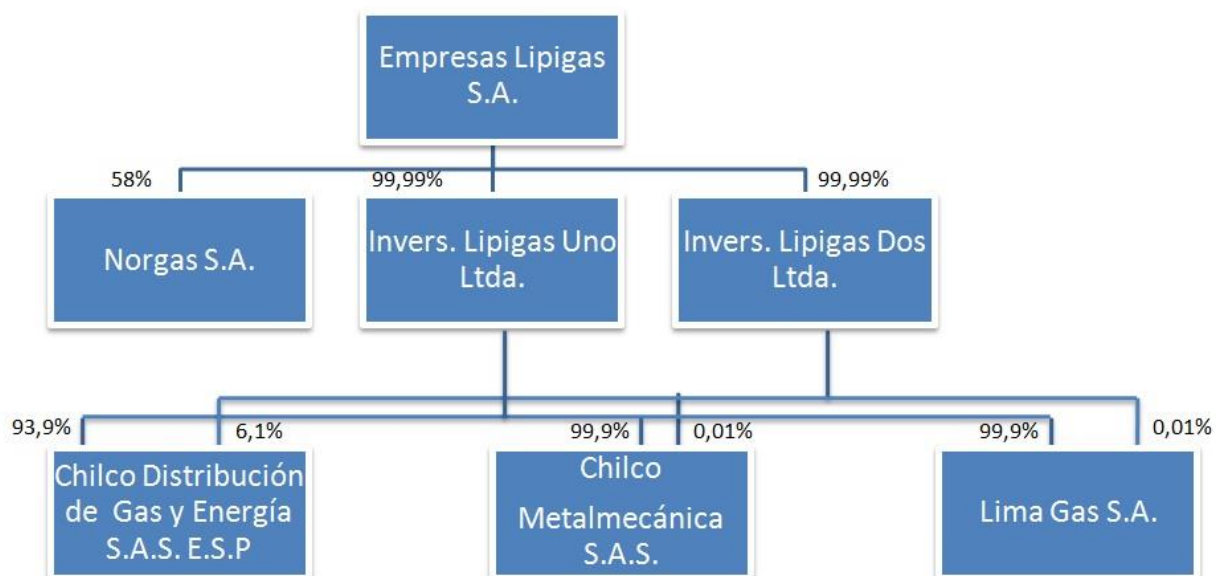 Empresas Lipigas
S.A.
58%
99,99%
99,99%
Norgas S.A.
Invers. Lipigas Uno
Ltda.
Invers. Lipigas Dos
Ltda.
93,9%
6,1%
99,9%
0,01%
99,9%
0,01%
Chilco Distribución
de Gas y Energía
S.A.S. E.S.P
Chilco
Metalmecánica
S.A.S.
Lima Gas S.A.